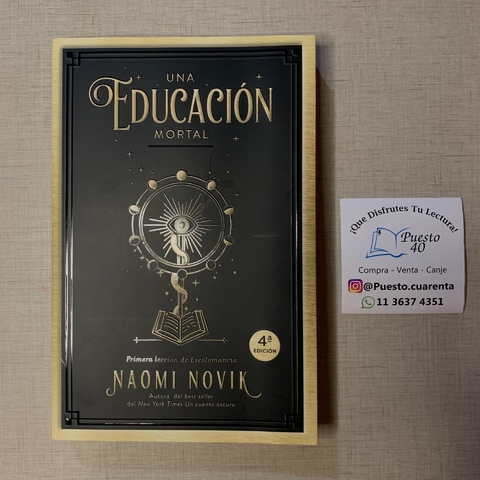 UNA
EDUCACIÓN
MORTAL
4ª
EDICIÓN
Primera lección de Escolomancia
NAOMI NOVIK
Autora del best seller
del New York Times Un cuento oscuro
¡Que Disfrutes Tu Lectura!
Puesto
40
Compra - Venta - Canje
@Puesto.cuarenta
11 3637 4351